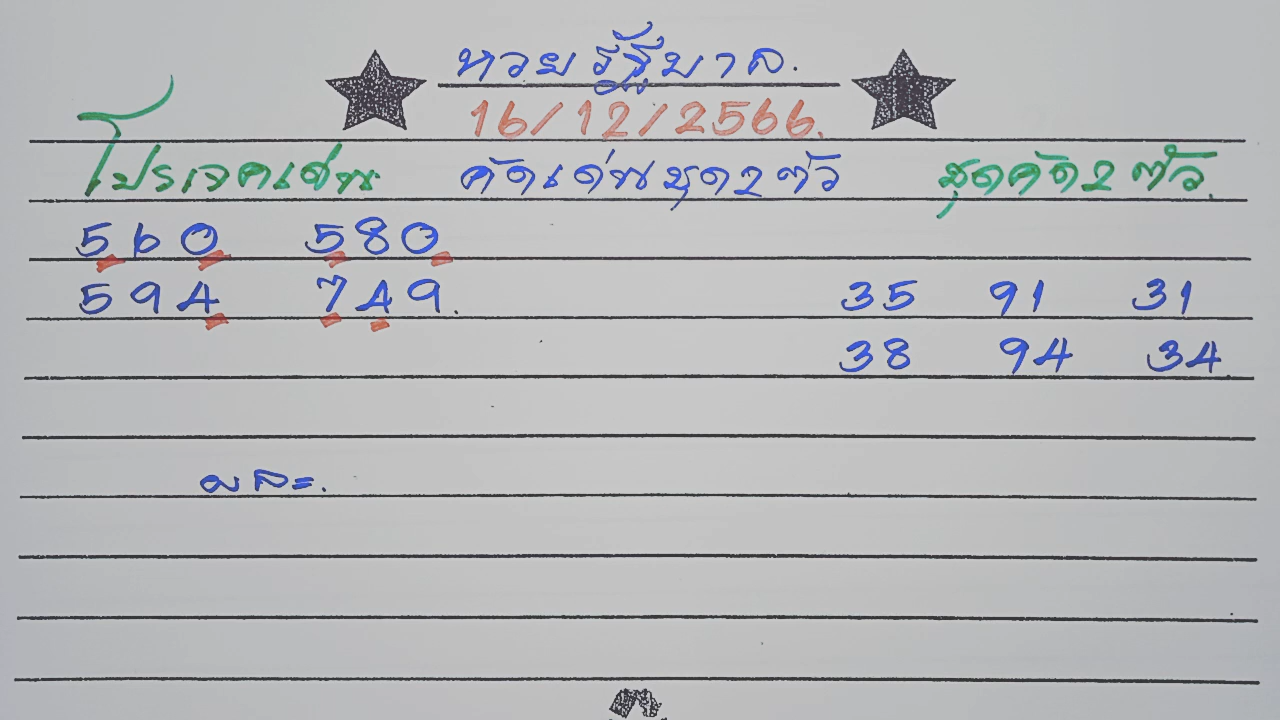 หวยรัฐบาล.
16/12/2566.
โปรเจคเด่น คัดเด่นชุด2ตัว ชุดคัด2ตัว.
560 580
594 749. 35 91 31
38 94 34.
ผล=.